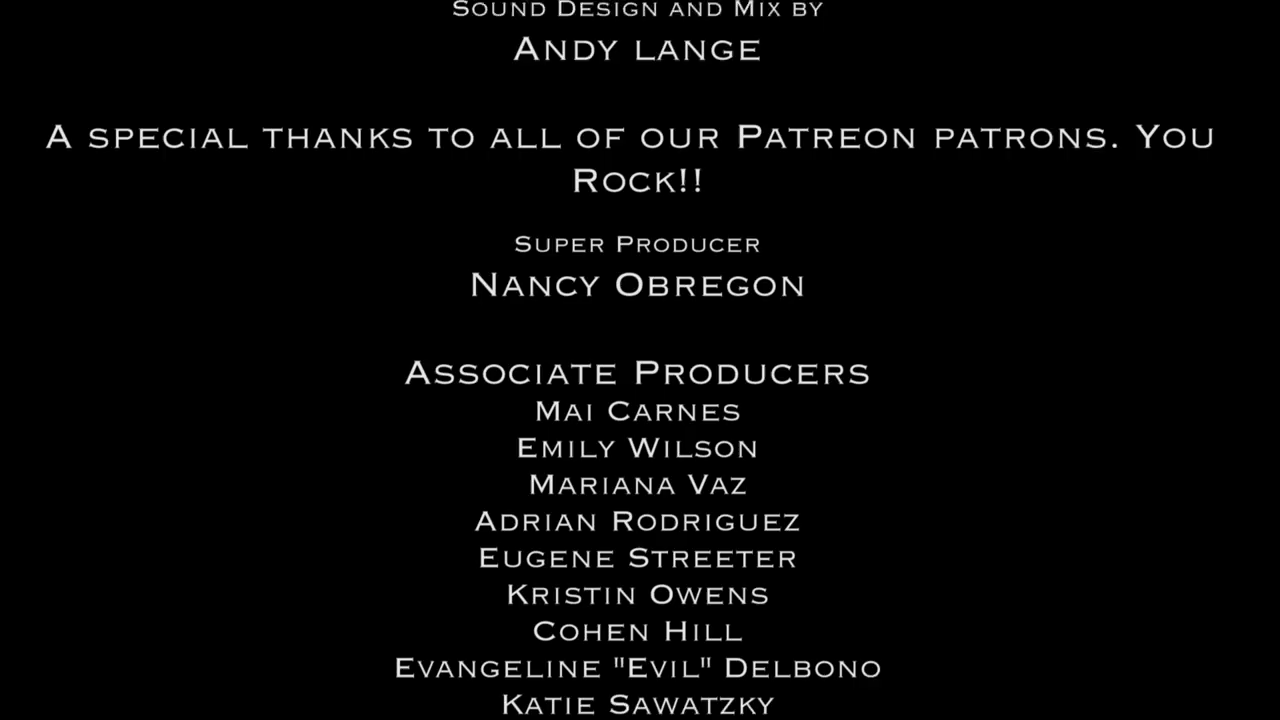 Sound Design and Mix by
Andy lange
A special thanks to all of our Patreon patrons. You
Rock!!
Super Producer
Nancy Obregon
Associate Producers
Mai Carnes
Emily Wilson
Mariana Vaz
Adrian Rodriguez
Eugene Streeter
Kristin Owens
Cohen Hill
Evangeline "Evil" Delbono
Katie Sawatzky